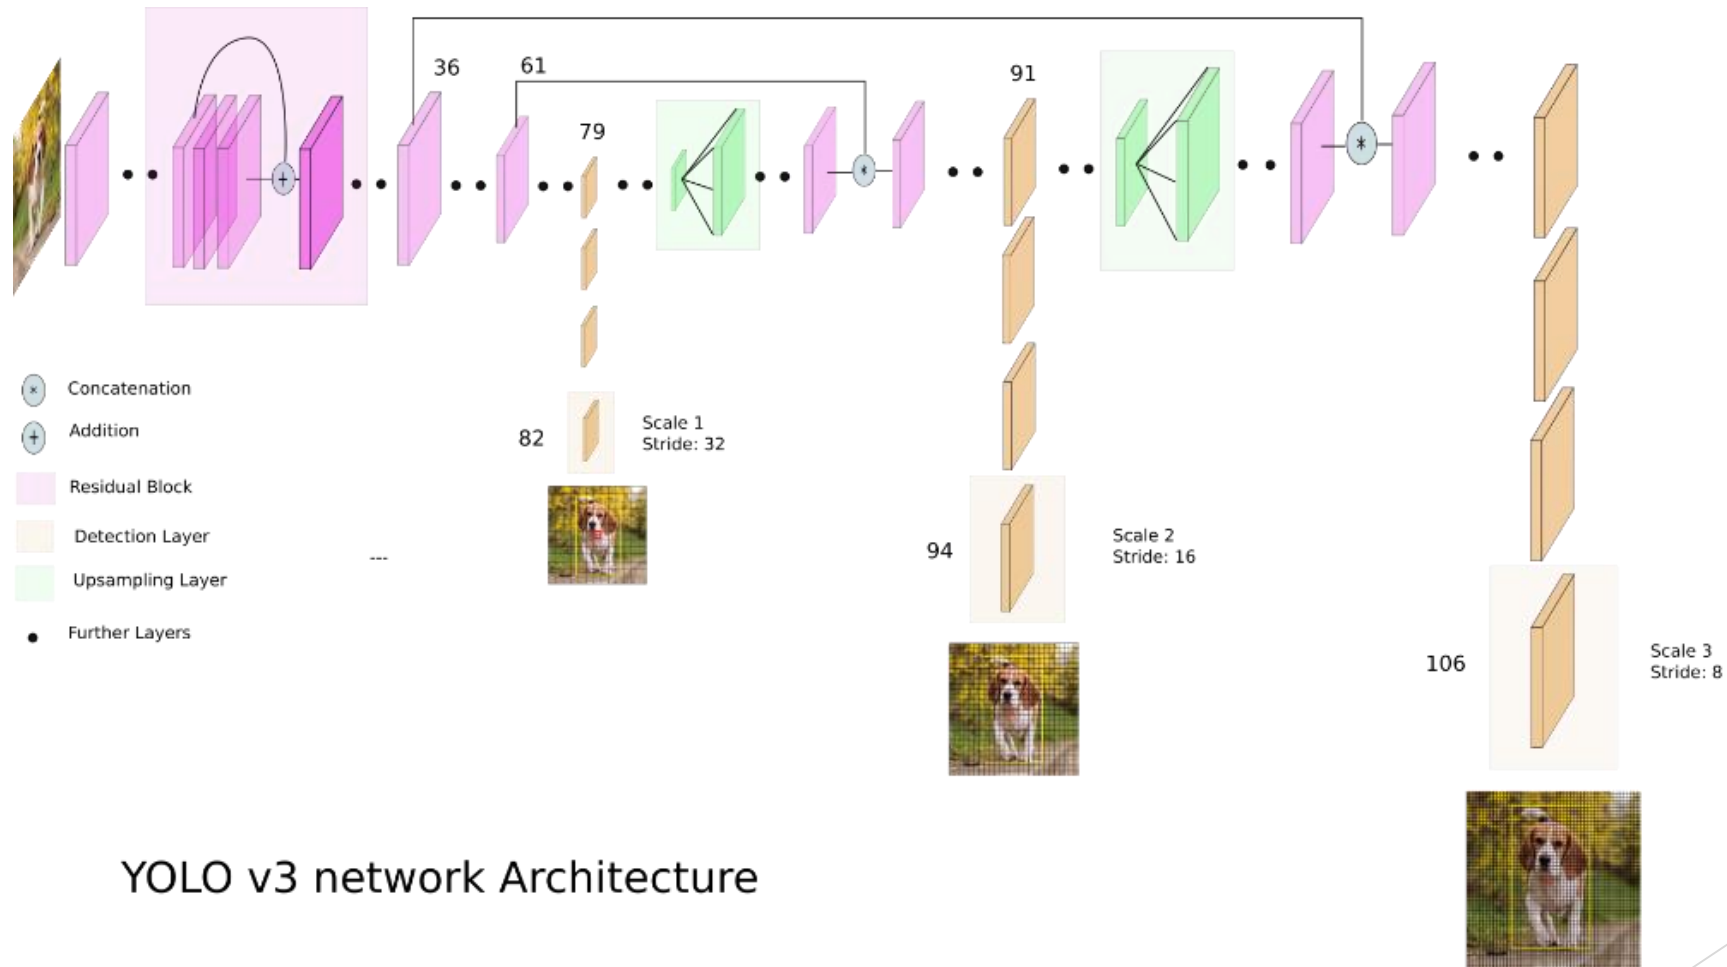 36
61
91
79
+
*
*
* Concatenation
+ Addition
Residual Block
Detection Layer
Upsampling Layer
Further Layers
---
82
Scale 1
Stride: 32
94
Scale 2
Stride: 16
106
Scale 3
Stride: 8
YOLO v3 network Architecture